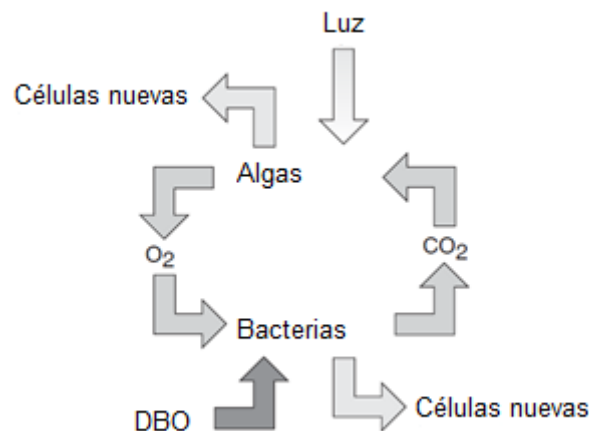 Luz
Células nuevas
Algas
O2
CO2
Bacterias
DBO
Células nuevas